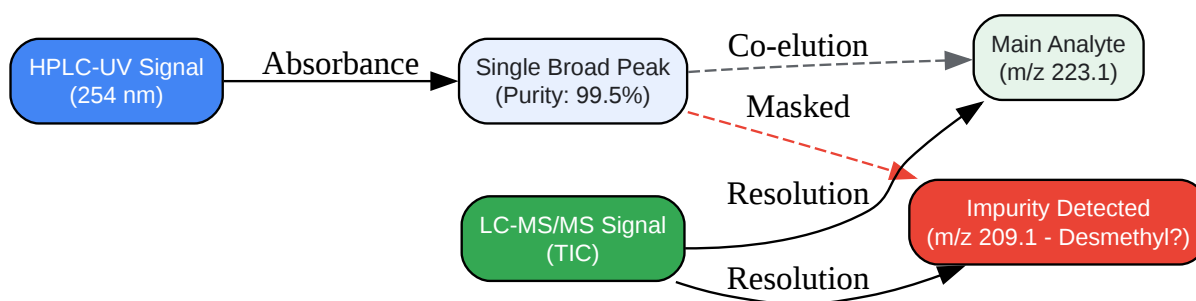 HPLC-UV Signal
(254 nm)
Absorbance
Single Broad Peak
(Purity: 99.5%)
Co-elution
Masked
Main Analyte
(m/z 223.1)
LC-MS/MS Signal
(TIC)
Resolution
Resolution
Impurity Detected
(m/z 209.1 - Desmethyl?)